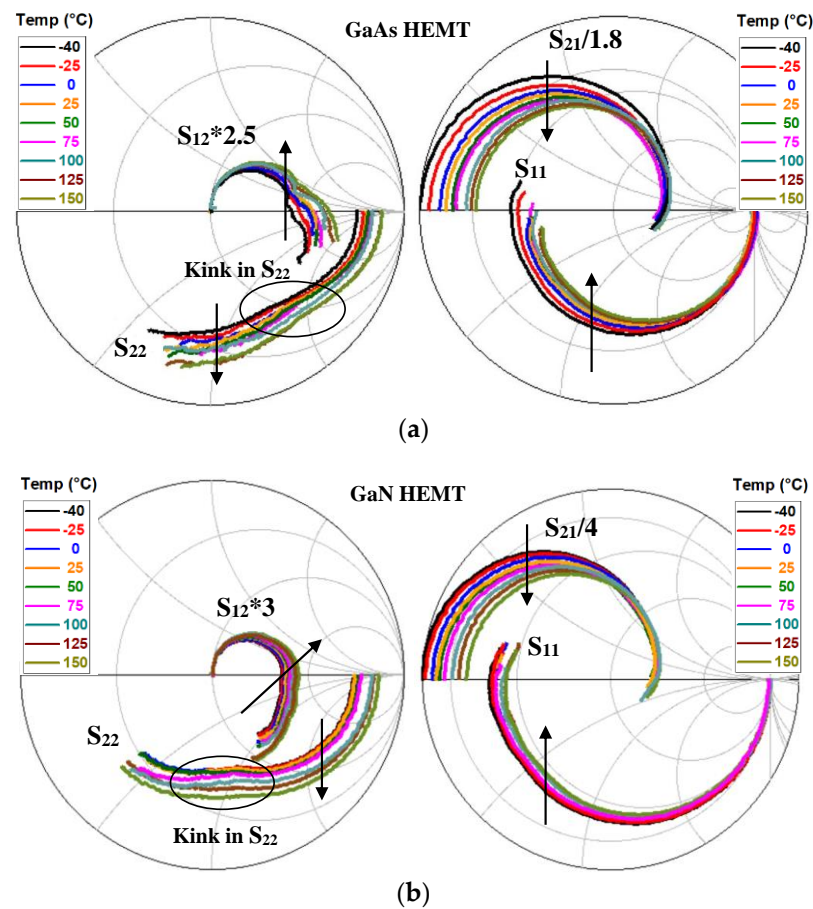 Temp (°C)
GaAs HEMT
Temp (°C)
-40
-25
0
25
50
75
100
125
150
S12*2.5
Kink in S22
S22
S21/1.8
S11
-40
-25
0
25
50
75
100
125
150
(a)
Temp (°C)
GaN HEMT
Temp (°C)
-40
-25
0
25
50
75
100
125
150
S12*3
S22
Kink in S22
S21/4
S11
-40
-25
0
25
50
75
100
125
150
(b)